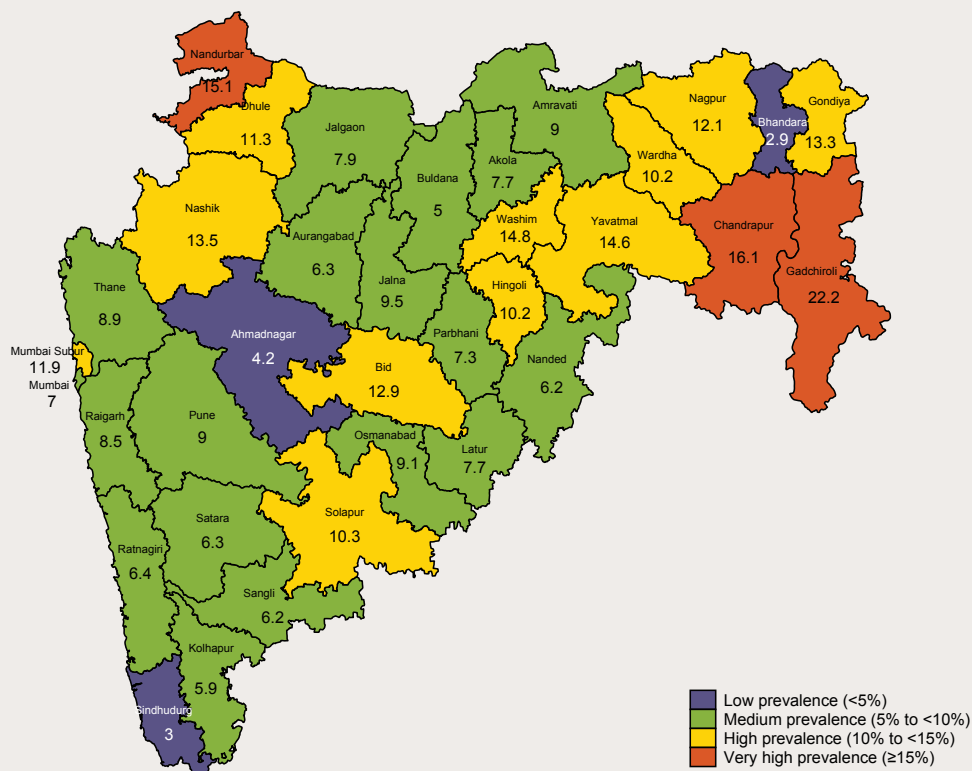 Nandurbar
15.1
Dhule
11.3
Jalgaon
7.9
Amravati
9
Nagpur
12.1
Bhandara
2.9
Gondiya
13.3
Akola
7.7
Buldana
5
Wardha
10.2
Nashik
13.5
Aurangabad
6.3
Washim
14.8
Yavatmal
14.6
Chandrapur
16.1
Gadchiroli
22.2
Thane
8.9
Jalna
9.5
Hingoli
10.2
Ahmadnagar
4.2
Parbhani
7.3
Nanded
6.2
Mumbai Subur
11.9
Mumbai
7
Bid
12.9
Raigarh
8.5
Pune
9
Osmanabad
9.1
Latur
7.7
Solapur
10.3
Satara
6.3
Ratnagiri
6.4
Sangli
6.2
Kolhapur
5.9
Sindhudurg
3
Low prevalence (<5%)
Medium prevalence (5% to <10%)
High prevalence (10% to <15%)
Very high prevalence (≥15%)